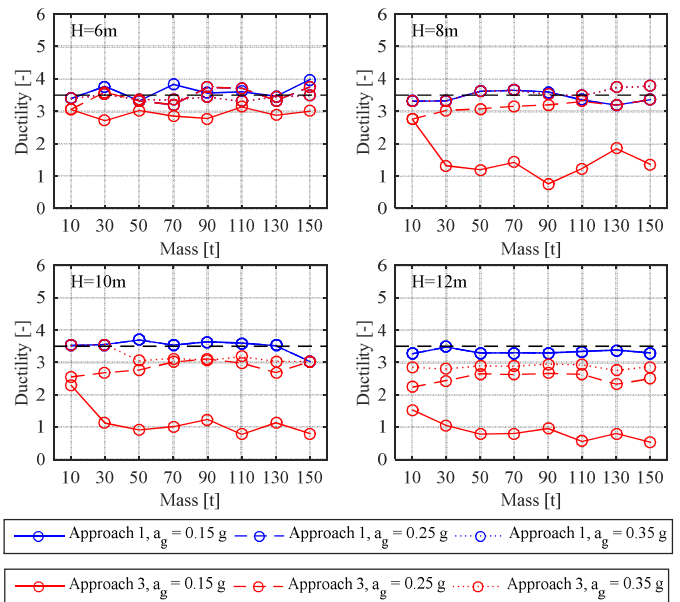 H=6m
6
5
4
3
2
1
0
Ductility [-]
10 30 50 70 90 110 130 150
Mass [t]
H=8m
6
5
4
3
2
1
0
Ductility [-]
10 30 50 70 90 110 130 150
Mass [t]
H=10m
6
5
4
3
2
1
0
Ductility [-]
10 30 50 70 90 110 130 150
Mass [t]
H=12m
6
5
4
3
2
1
0
Ductility [-]
10 30 50 70 90 110 130 150
Mass [t]
Approach 1, a_g = 0.15 g Approach 1, a_g = 0.25 g Approach 1, a_g = 0.35 g
Approach 3, a_g = 0.15 g Approach 3, a_g = 0.25 g Approach 3, a_g = 0.35 g